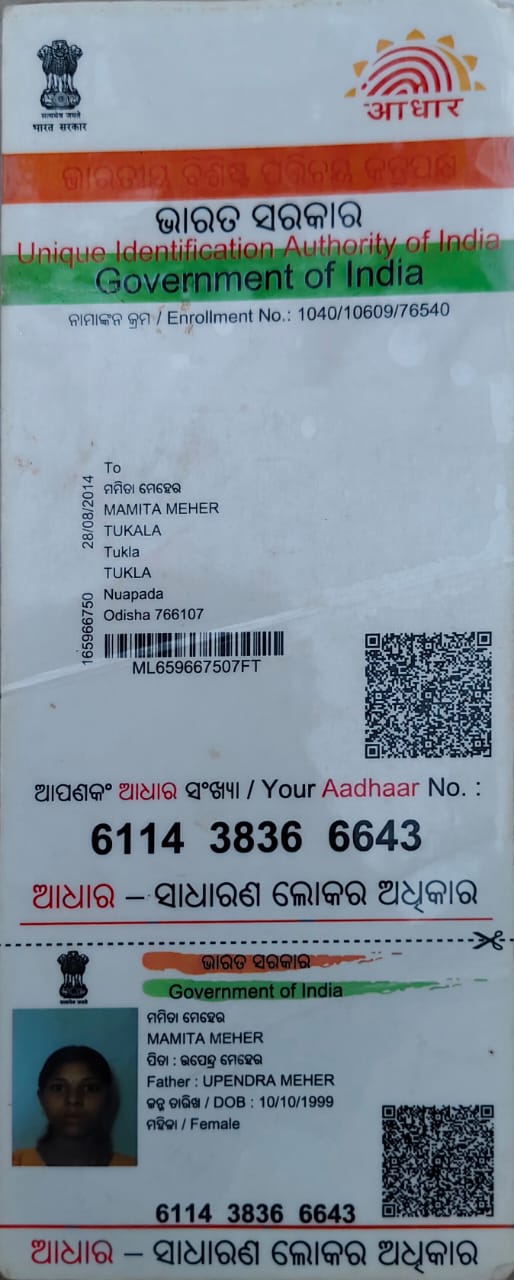 सत्यमेव जयते
भारत सरकार
आधार
ଭାରତୀୟ ବିଶିଷ୍ଟ ପରିଚୟ କତ୍ତୃପକ୍ଷ
ଭାରତ ସରକାର
Unique Identification Authority of India
Government of India
ନାମାଙ୍କନ କ୍ରମ / Enrollment No.: 1040/10609/76540
To
ମମିତା ମେହେର
MAMITA MEHER
TUKALA
Tukla
TUKLA
Nuapada
Odisha 766107
28/08/2014
165966750
ML659667507FT
ଆପଣଙ୍କ ଆଧାର ସଂଖ୍ୟା / Your Aadhaar No. :
6114 3836 6643
ଆଧାର – ସାଧାରଣ ଲୋକର ଅଧିକାର
ଭାରତ ସରକାର
Government of India
ମମିତା ମେହେର
MAMITA MEHER
ପିତା : ଉପେନ୍ଦ୍ର ମେହେର
Father : UPENDRA MEHER
ଜନ୍ମ ତାରିଖ / DOB : 10/10/1999
ମହିଳା / Female
6114 3836 6643
ଆଧାର – ସାଧାରଣ ଲୋକର ଅଧିକାର